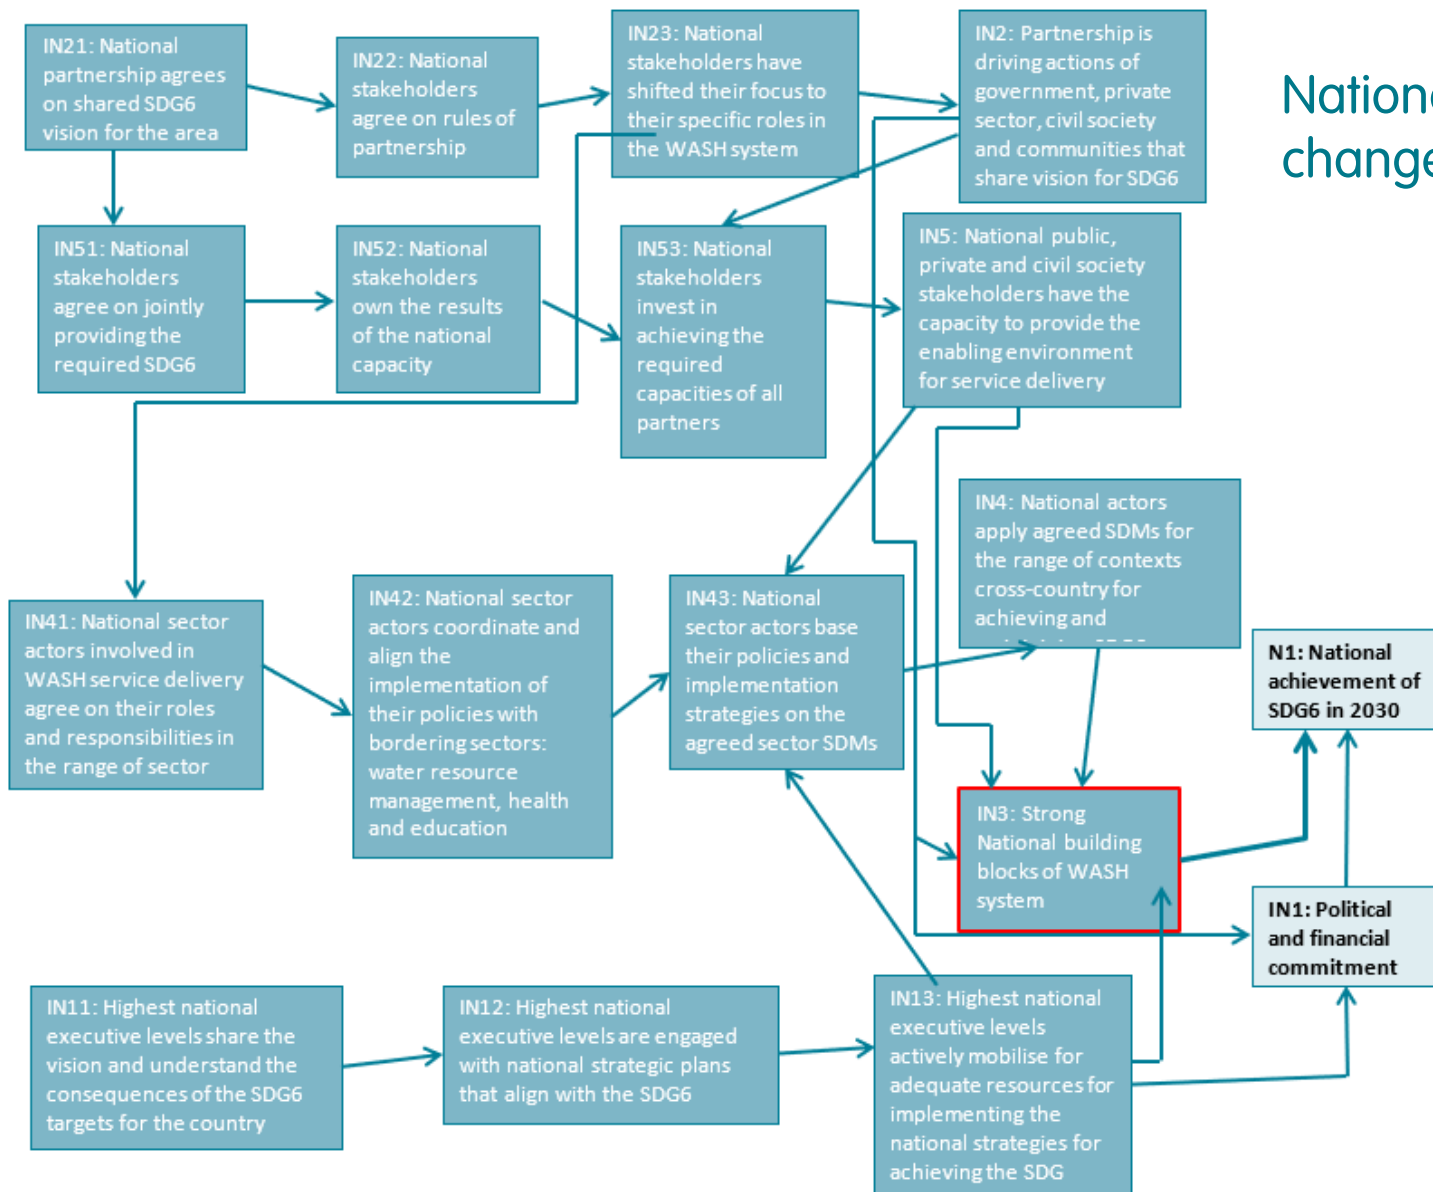 IN21: National
partnership agrees
on shared SDG6
vision for the area
IN22: National
stakeholders
agree on rules of
partnership
IN23: National
stakeholders have
shifted their focus to
their specific roles in
the WASH system
IN2: Partnership is
driving actions of
government, private
sector, civil society
and communities that
share vision for SDG6
Nationa
change
IN51: National
stakeholders
agree on jointly
providing the
required SDG6
IN52: National
stakeholders
own the results
of the national
capacity
IN53: National
stakeholders
invest in
achieving the
required
capacities of all
partners
IN5: National public,
private and civil society
stakeholders have the
capacity to provide the
enabling environment
for service delivery
IN4: National actors
apply agreed SDMs for
the range of contexts
cross-country for
achieving and
IN41: National sector
actors involved in
WASH service delivery
agree on their roles
and responsibilities in
the range of sector
IN42: National sector
actors coordinate and
align the
implementation of
their policies with
bordering sectors:
water resource
management, health
and education
IN43: National
sector actors base
their policies and
implementation
strategies on the
agreed sector SDMs
N1: National
achievement of
SDG6 in 2030
IN3: Strong
National building
blocks of WASH
system
IN1: Political
and financial
commitment
IN11: Highest national
executive levels share the
vision and understand the
consequences of the SDG6
targets for the country
IN12: Highest national
executive levels are engaged
with national strategic plans
that align with the SDG6
IN13: Highest national
executive levels
actively mobilise for
adequate resources for
implementing the
national strategies for
achieving the SDG